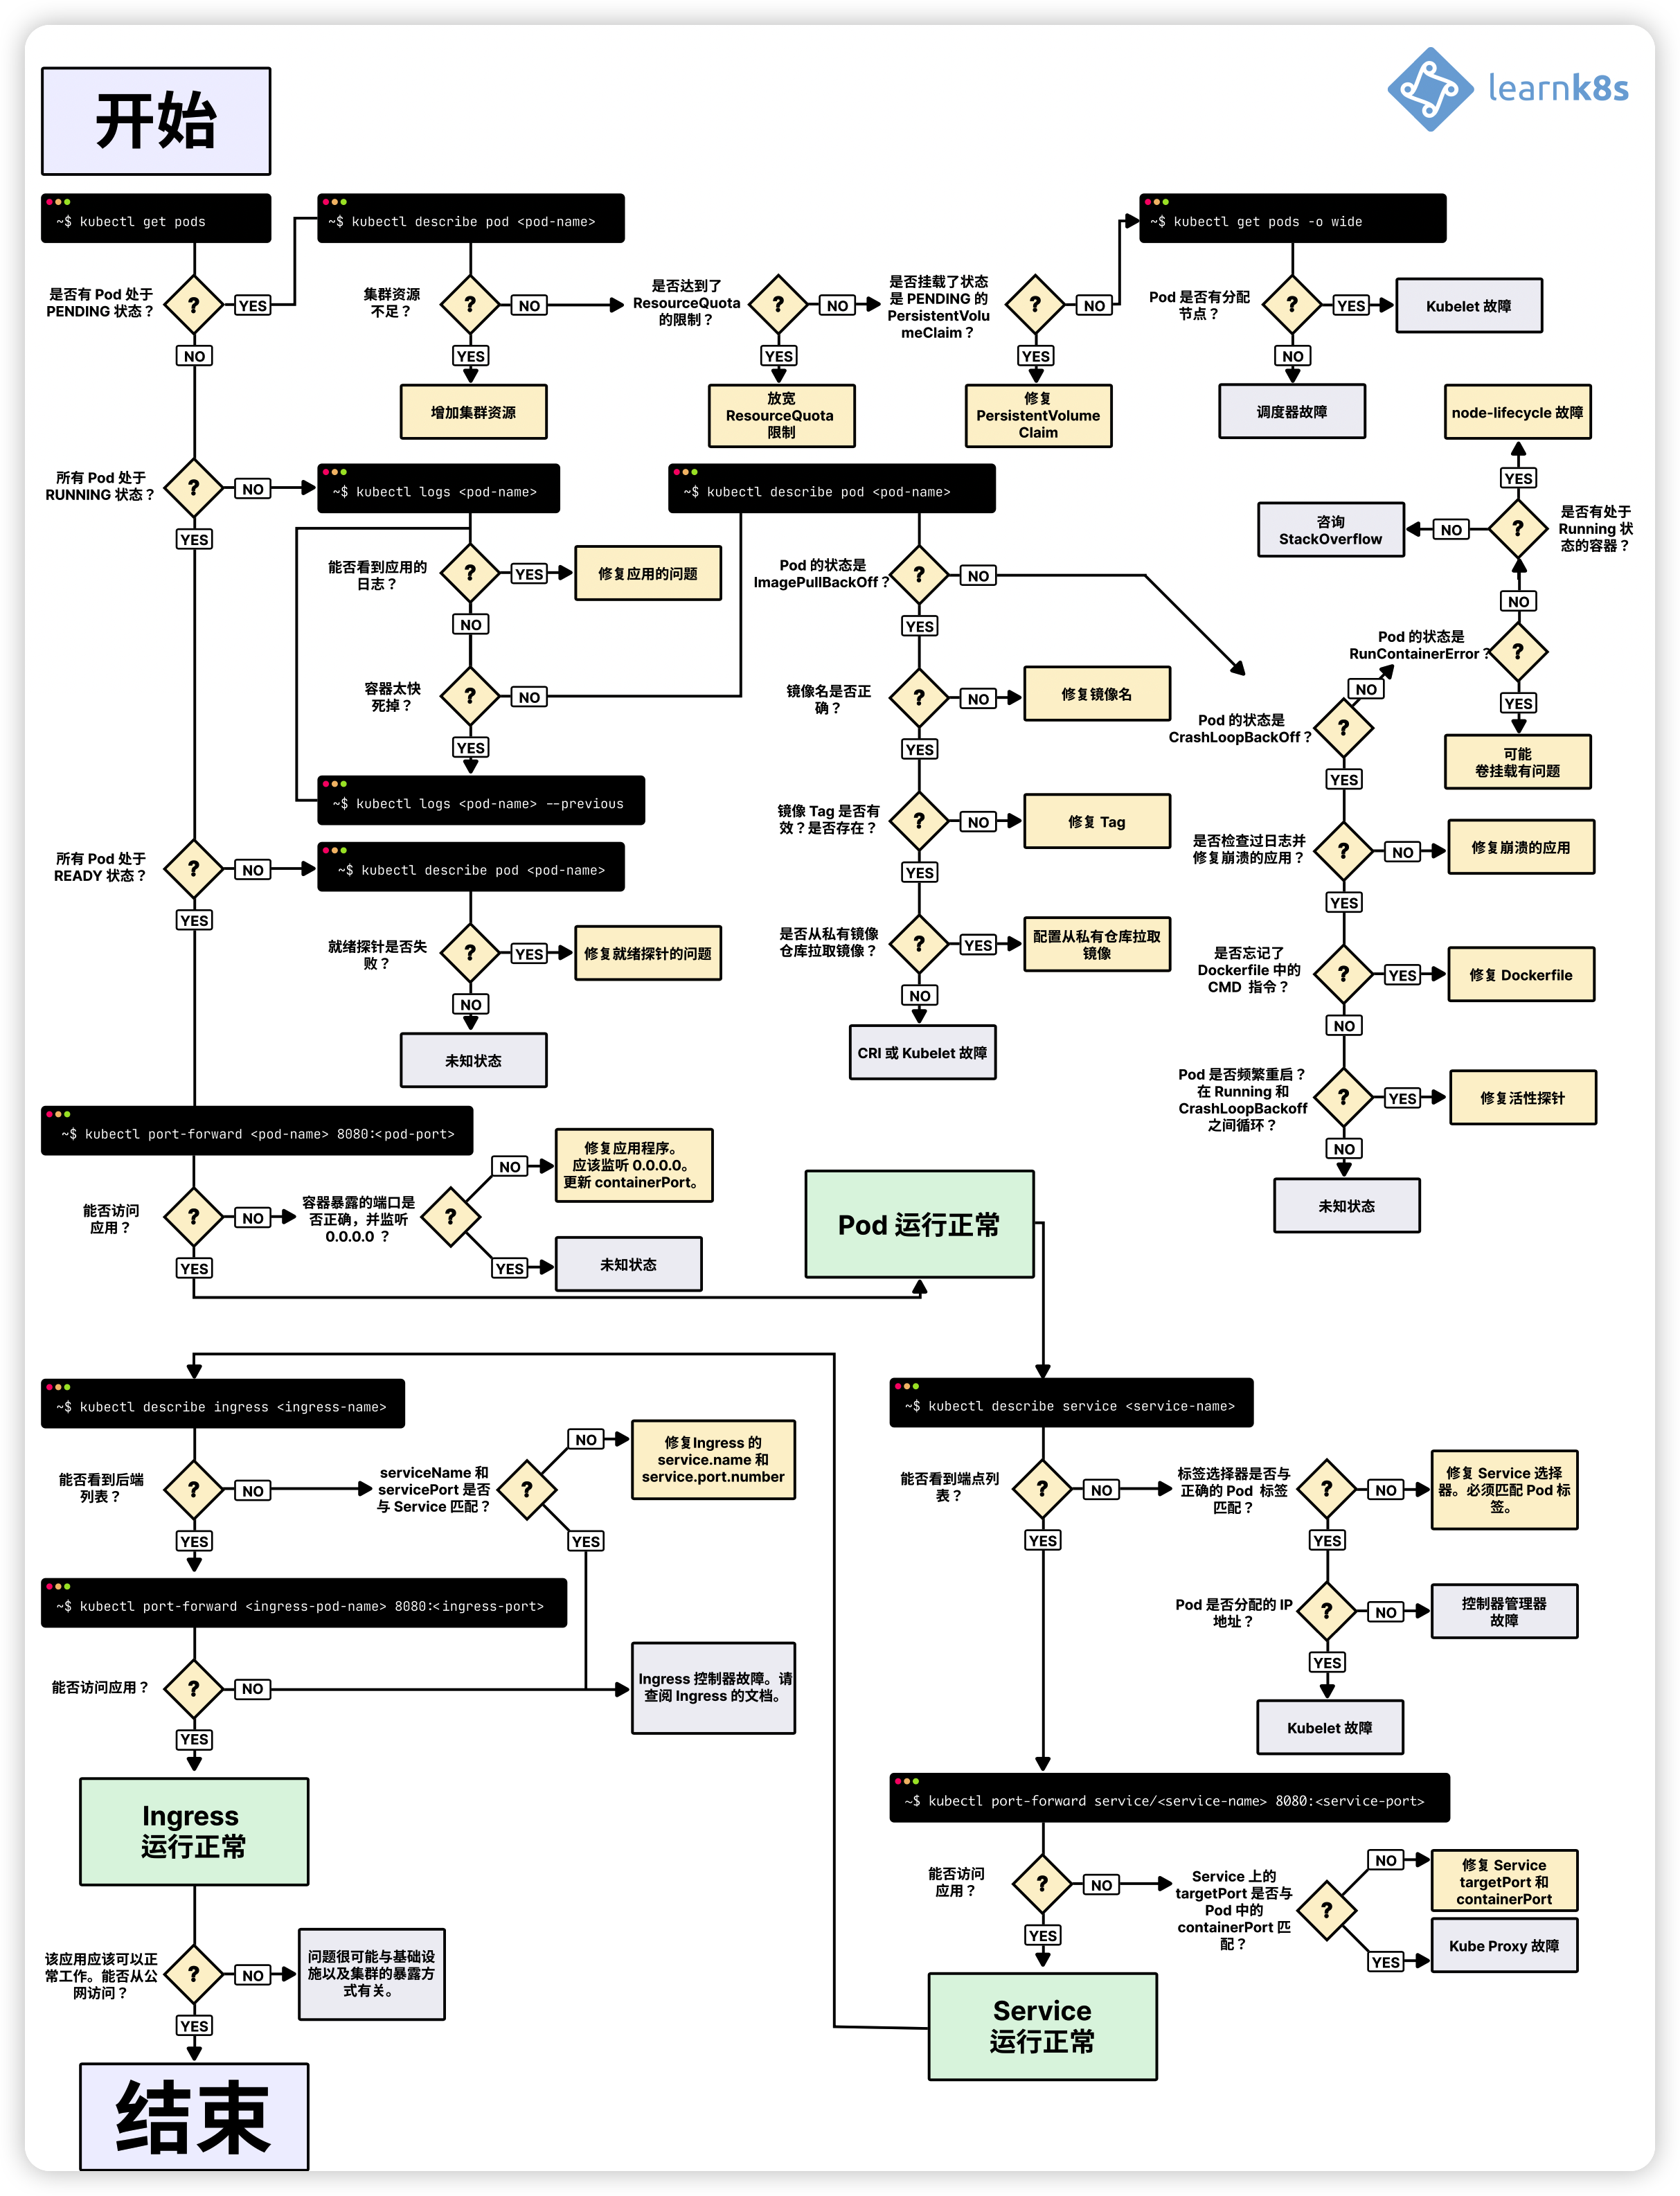 learnk8s
开始
~$ kubectl get pods
~$ kubectl describe pod <pod-name>
~$ kubectl get pods -o wide
是否有 Pod 处于
PENDING 状态？
?
YES
NO
集群资源
不足？
?
NO
YES
增加集群资源
是否达到了
ResourceQuota
的限制？
?
NO
YES
放宽
ResourceQuota
限制
是否挂载了状态
是 PENDING 的
PersistentVolu
meClaim？
?
NO
YES
修复
PersistentVolume
Claim
Pod 是否有分配
节点？
?
YES
Kubelet 故障
NO
调度器故障
所有 Pod 处于
RUNNING 状态？
?
NO
YES
~$ kubectl logs <pod-name>
能否看到应用的
日志？
?
YES
修复应用的问题
NO
容器太快
死掉？
?
NO
YES
~$ kubectl logs <pod-name> --previous
~$ kubectl describe pod <pod-name>
Pod 的状态是
ImagePullBackOff？
?
NO
YES
镜像名是否正
确？
?
NO
修复镜像名
YES
镜像 Tag 是否有
效？是否存在？
?
NO
修复 Tag
YES
是否从私有镜像
仓库拉取镜像？
?
YES
配置从私有仓库拉取
镜像
NO
CRI 或 Kubelet 故障
node-lifecycle 故障
YES
咨询
StackOverflow
NO
?
是否有处于
Running 状
态的容器？
NO
Pod 的状态是
RunContainerError？
?
YES
可能
卷挂载有问题
NO
Pod 的状态是
CrashLoopBackOff？
?
YES
是否检查过日志并
修复崩溃的应用？
?
NO
修复崩溃的应用
YES
是否忘记了
Dockerfile 中的
CMD 指令？
?
YES
修复 Dockerfile
NO
Pod 是否频繁重启？
在 Running 和
CrashLoopBackoff
之间循环？
?
YES
修复活性探针
NO
未知状态
所有 Pod 处于
READY 状态？
?
NO
YES
~$ kubectl describe pod <pod-name>
就绪探针是否失
败？
?
YES
修复就绪探针的问题
NO
未知状态
~$ kubectl port-forward <pod-name> 8080:<pod-port>
能否访问
应用？
?
NO
YES
容器暴露的端口是
否正确，并监听
0.0.0.0 ？
?
NO
修复应用程序。
应该监听 0.0.0.0。
更新 containerPort。
YES
未知状态
Pod 运行正常
~$ kubectl describe service <service-name>
能否看到端点列
表？
?
NO
YES
标签选择器是否与
正确的 Pod 标签
匹配？
?
NO
修复 Service 选择
器。必须匹配 Pod 标
签。
YES
Pod 是否分配的 IP
地址？
?
NO
控制器管理器
故障
YES
Kubelet 故障
~$ kubectl port-forward service/<service-name> 8080:<service-port>
能否访问
应用？
?
NO
YES
Service 上的
targetPort 是否与
Pod 中的
containerPort 匹
配？
?
NO
修复 Service
targetPort 和
containerPort
YES
Kube Proxy 故障
Service
运行正常
~$ kubectl describe ingress <ingress-name>
能否看到后端
列表？
?
NO
YES
serviceName 和
servicePort 是否
与 Service 匹配？
?
NO
修复Ingress 的
service.name 和
service.port.number
YES
~$ kubectl port-forward <ingress-pod-name> 8080:<ingress-port>
能否访问应用？
?
NO
Ingress 控制器故障。请
查阅 Ingress 的文档。
YES
Ingress
运行正常
该应用应该可以正
常工作。能否从公
网访问？
?
NO
问题很可能与基础设
施以及集群的暴露方
式有关。
YES
结束